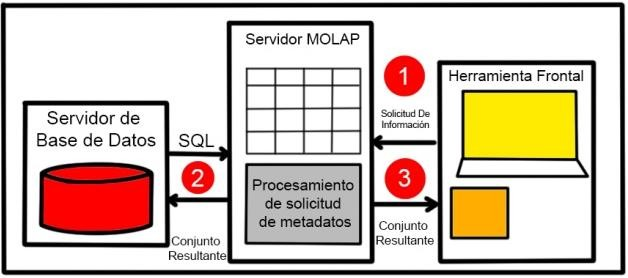 Servidor MOLAP
1
Herramienta Frontal
Solicitud De
Información
Servidor de
Base de Datos
SQL
2
Procesamiento
de solicitud
de metadatos
3
Conjunto
Resultante
Conjunto
Resultante